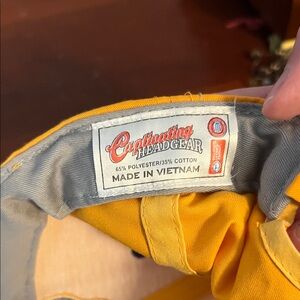 Captivating
HEADGEAR
65% POLYESTER/35% COTTON
MADE IN VIETNAM